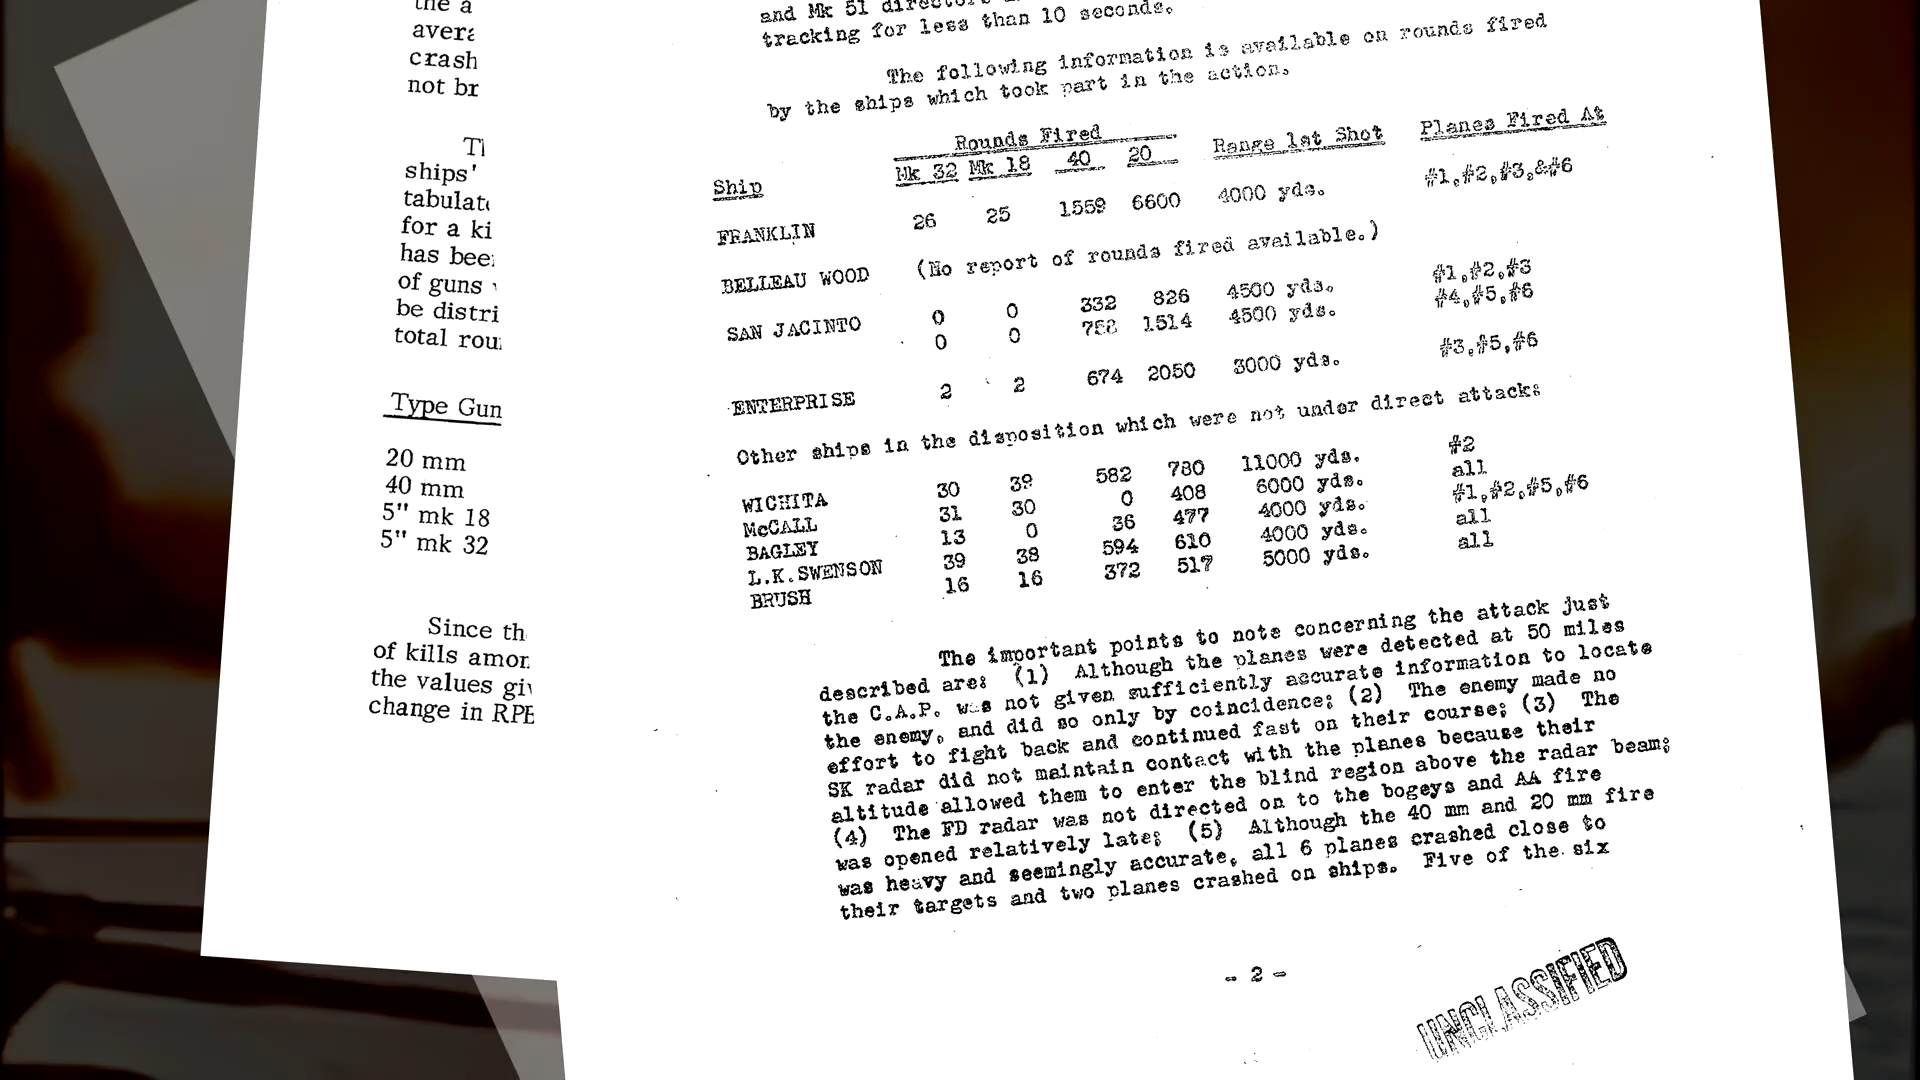 the a
avera
crash
not br
ships'
tabulate
for a ki
has been
of guns
be distri
total rou
Type Gun
20 mm
40 mm
5" mk 18
5" mk 32
Since th
of kills amon
the values giv
change in RPB
and Mk 51 directors
tracking for less than 10 seconds.
The following information is available on rounds fired
by the ships which took part in the action.
Rounds Fired
Ship Mk 32 Mk 18 40 20 Range 1st Shot Planes Fired At
FRANKLIN 26 25 1559 6600 4000 yds. #1,#2,#3,&#6
BELLEAU WOOD (No report of rounds fired available.)
SAN JACINTO 0 0 332 826 4500 yds. #1,#2,#3
0 0 758 1514 4500 yds. #4,#5,#6
ENTERPRISE 2 2 674 2050 3000 yds. #3,#5,#6
Other ships in the disposition which were not under direct attack:
WICHITA 30 39 582 780 11000 yds. #2
McCALL 31 30 0 408 6000 yds. all
BAGLEY 13 0 36 477 4000 yds. #1,#2,#5,#6
L.K.SWENSON 39 38 594 610 4000 yds. all
BRUSH 16 16 372 517 5000 yds. all
The important points to note concerning the attack just
described are: (1) Although the planes were detected at 50 miles
the C.A.P. was not given sufficiently accurate information to locate
the enemy, and did so only by coincidence; (2) The enemy made no
effort to fight back and continued fast on their course; (3) The
SK radar did not maintain contact with the planes because their
altitude allowed them to enter the blind region above the radar beam;
(4) The FD radar was not directed on to the bogeys and AA fire
was opened relatively late; (5) Although the 40 mm and 20 mm fire
was heavy and seemingly accurate, all 6 planes crashed close to
their targets and two planes crashed on ships. Five of the six
- 2 -
UNCLASSIFIED